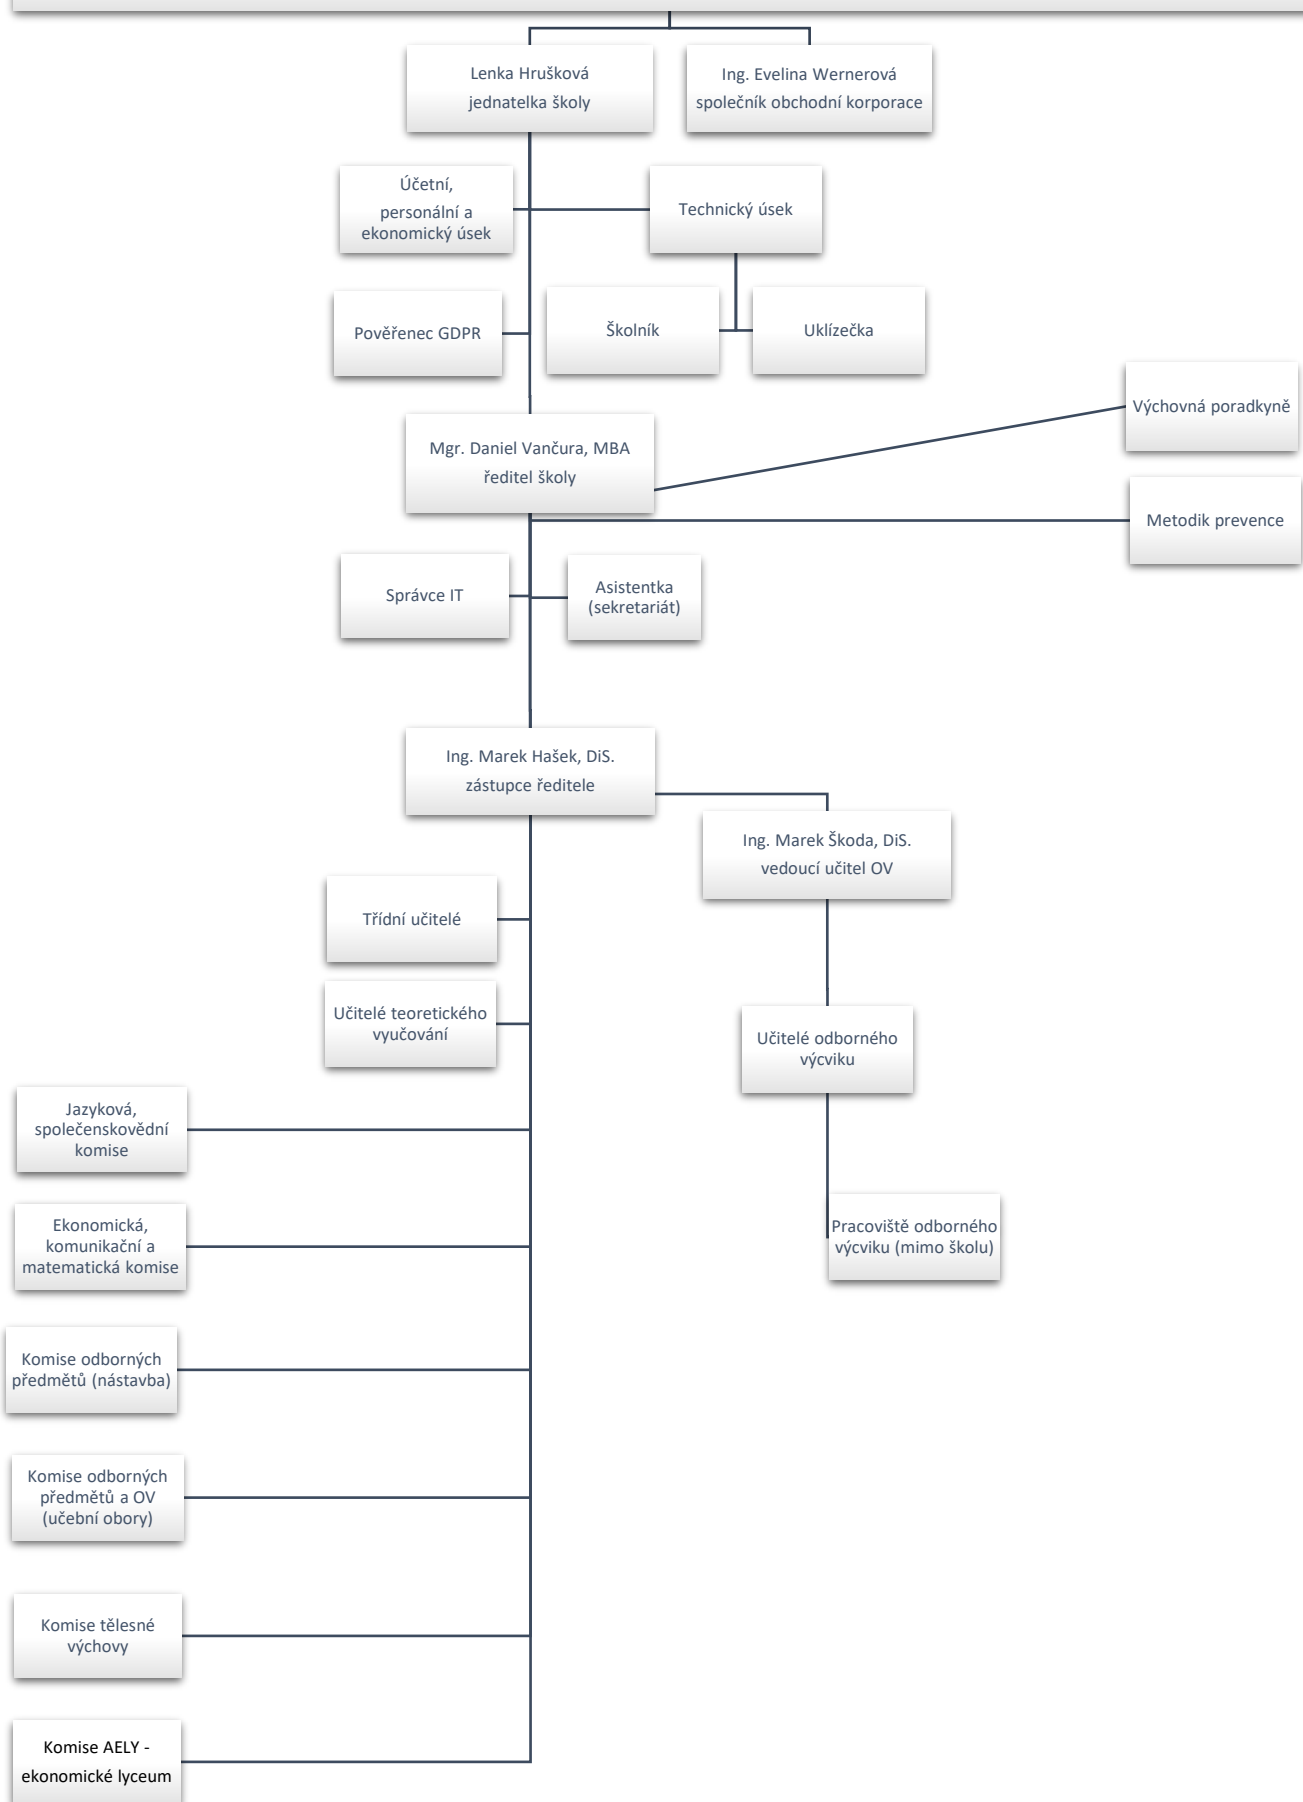 Lenka Hrušková
jednatelka školy
Ing. Evelina Wernerová
společník obchodní korporace
Účetní,
personální a
ekonomický úsek
Technický úsek
Pověřenec GDPR
Školník
Uklízečka
Výchovná poradkyně
Mgr. Daniel Vančura, MBA
ředitel školy
Metodik prevence
Správce IT
Asistentka
(sekretariát)
Ing. Marek Hašek, DiS.
zástupce ředitele
Ing. Marek Škoda, DiS.
vedoucí učitel OV
Třídní učitelé
Učitelé teoretického
vyučování
Učitelé odborného
výcviku
Jazyková,
společenskovědní
komise
Ekonomická,
komunikační a
matematická komise
Pracoviště odborného
výcviku (mimo školu)
Komise odborných
předmětů (nástavba)
Komise odborných
předmětů a OV
(učební obory)
Komise tělesné
výchovy
Komise AELY -
ekonomické lyceum